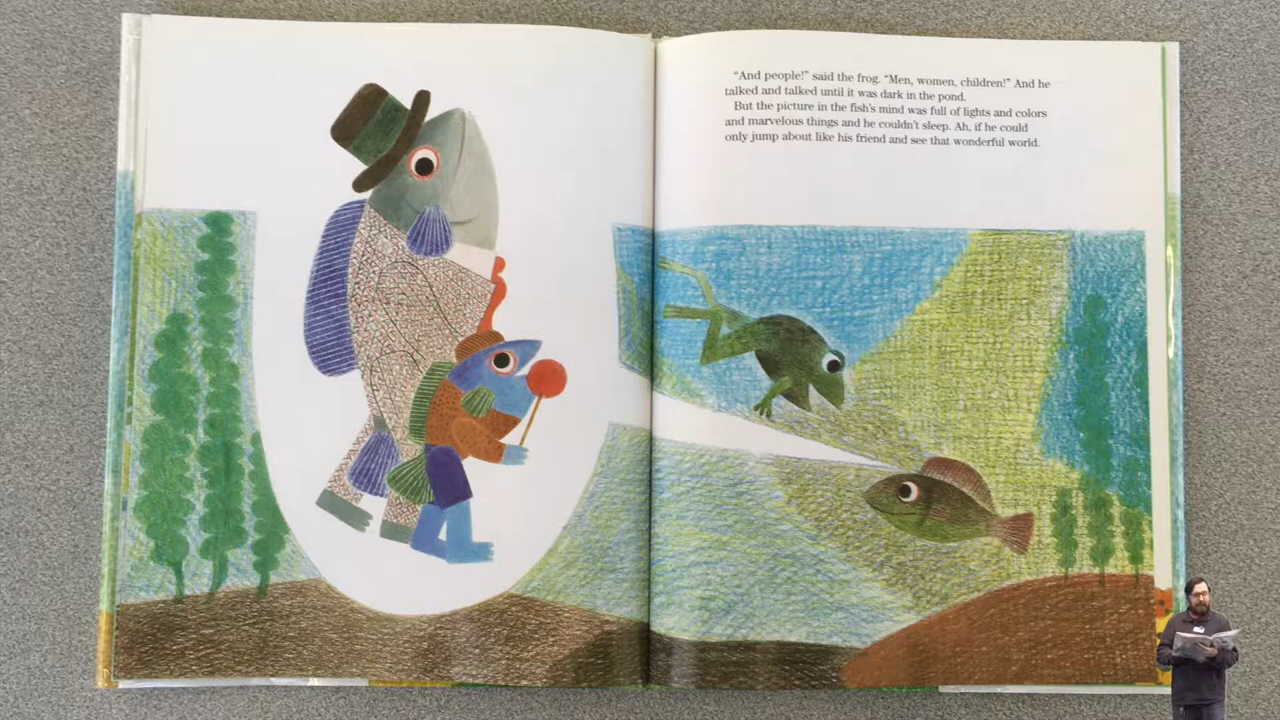 “And people!” said the frog. “Men, women, children!” And he
talked and talked until it was dark in the pond.
But the picture in the fish’s mind was full of lights and colors
and marvelous things and he couldn’t sleep. Ah, if he could
only jump about like his friend and see that wonderful world.